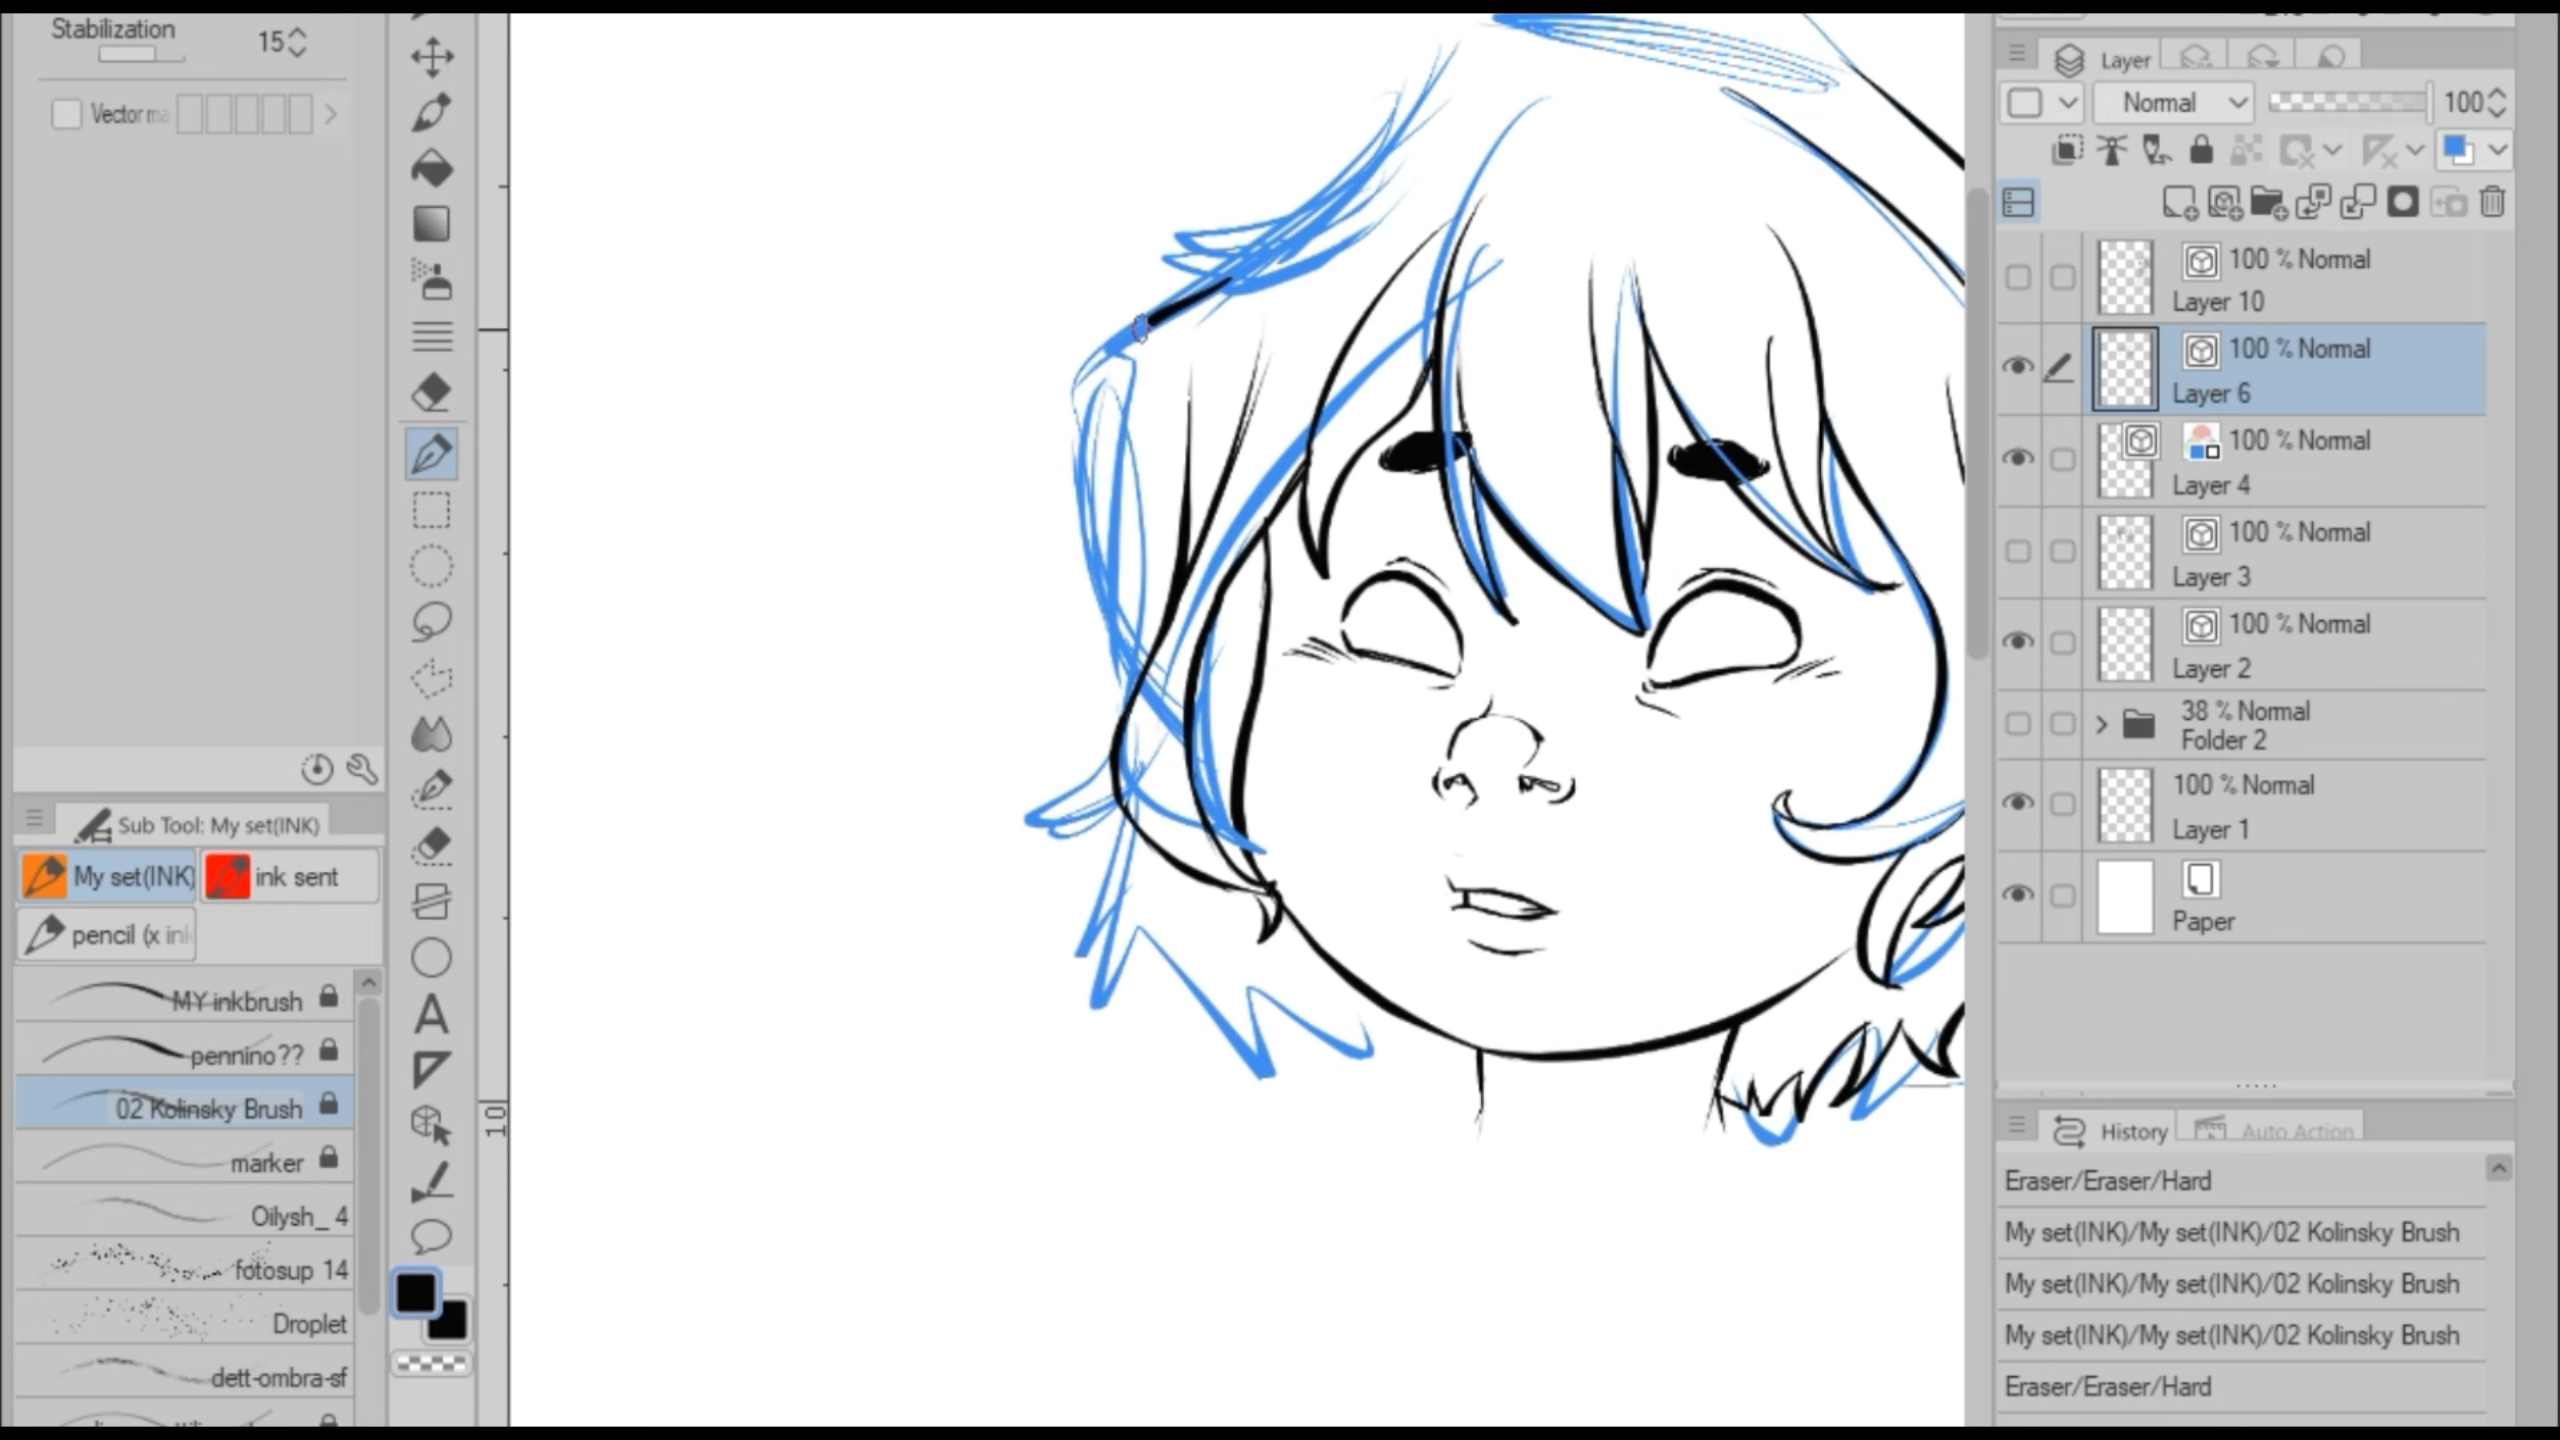 Stabilization
15
Vector ma
Sub Tool: My set(INK)
My set(INK)
ink sent
pencil (x in
MY inkbrush
pennino??
02 Kolinsky Brush
marker
Oilysh_ 4
fotosup 14
Droplet
dett-ombra-sf
A
10
Layer
Normal
100
100 % Normal
Layer 10
100 % Normal
Layer 6
100 % Normal
Layer 4
100 % Normal
Layer 3
100 % Normal
Layer 2
38 % Normal
Folder 2
100 % Normal
Layer 1
Paper
History
Auto Action
Eraser/Eraser/Hard
My set(INK)/My set(INK)/02 Kolinsky Brush
My set(INK)/My set(INK)/02 Kolinsky Brush
My set(INK)/My set(INK)/02 Kolinsky Brush
Eraser/Eraser/Hard